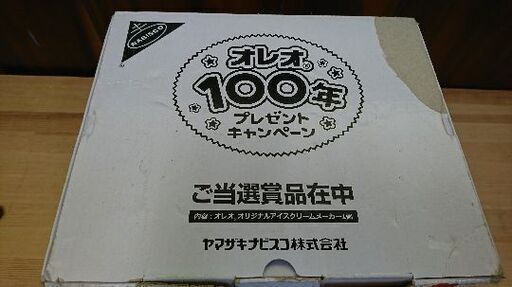 NABISCO
オレオ®
100年
プレゼント
キャンペーン
ご当選賞品在中
内容：オレオ オリジナルアイスクリームメーカー
ヤマザキナビスコ株式会社